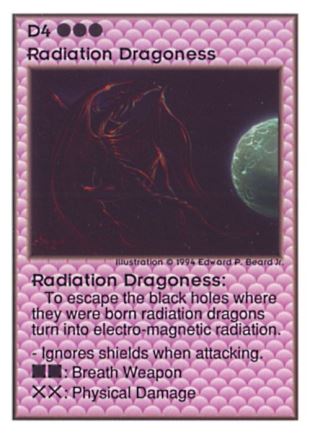 D4 ●●●
Radiation Dragoness
Illustration © 1994 Edward P. Beard Jr.
Radiation Dragoness:
To escape the black holes where
they were born radiation dragons
turn into electro-magnetic radiation.
- Ignores shields when attacking.
■■: Breath Weapon
XX: Physical Damage